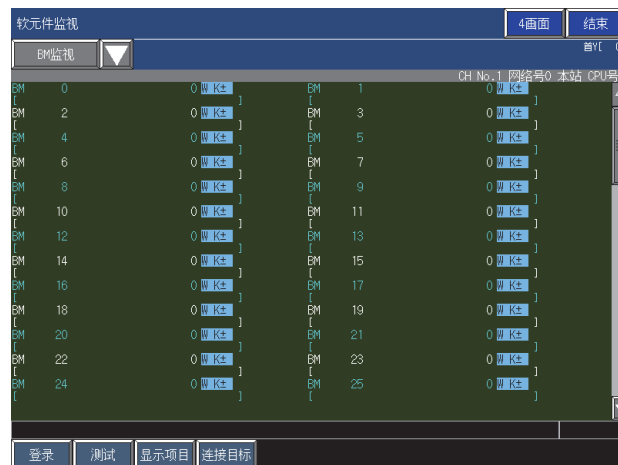 软元件监视 4画面 结束
BM监视 首Y[
CH No.1 网络号0 本站 CPU号
BM 0 0 W K± BM 1 0 W K±
[ ] [ ]
BM 2 0 W K± BM 3 0 W K±
[ ] [ ]
BM 4 0 W K± BM 5 0 W K±
[ ] [ ]
BM 6 0 W K± BM 7 0 W K±
[ ] [ ]
BM 8 0 W K± BM 9 0 W K±
[ ] [ ]
BM 10 0 W K± BM 11 0 W K±
[ ] [ ]
BM 12 0 W K± BM 13 0 W K±
[ ] [ ]
BM 14 0 W K± BM 15 0 W K±
[ ] [ ]
BM 16 0 W K± BM 17 0 W K±
[ ] [ ]
BM 18 0 W K± BM 19 0 W K±
[ ] [ ]
BM 20 0 W K± BM 21 0 W K±
[ ] [ ]
BM 22 0 W K± BM 23 0 W K±
[ ] [ ]
BM 24 0 W K± BM 25 0 W K±
[ ] [ ]
登录 测试 显示项目 连接目标